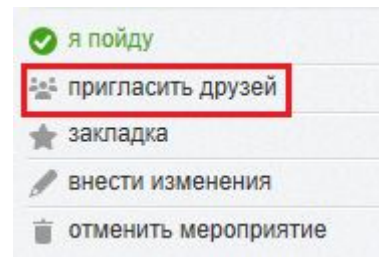 я пойду
пригласить друзей
закладка
внести изменения
отменить мероприятие